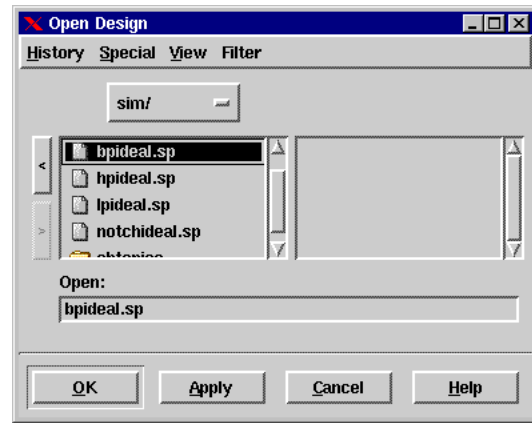 Open Design
History Special View Filter
sim/
<
bpideal.sp
hpideal.sp
lpideal.sp
notchideal.sp
>
Open:
bpideal.sp
OK Apply Cancel Help